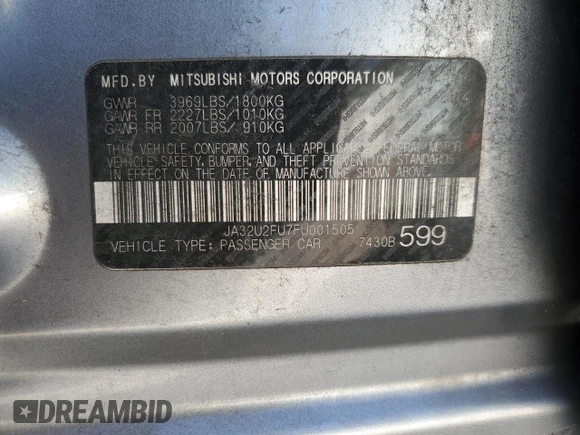 MFD.BY MITSUBISHI MOTORS CORPORATION
GVWR 3969LBS/1800KG
GAWR FR 2227LBS/1010KG
GAWR RR 2007LBS/ 910KG
THIS VEHICLE CONFORMS TO ALL APPLICABLE FEDERAL MOTOR
VEHICLE SAFETY, BUMPER, AND THEFT PREVENTION STANDARDS
IN EFFECT ON THE DATE OF MANUFACTURE SHOWN ABOVE.
JA32U2FU7FU001505
VEHICLE TYPE: PASSENGER CAR 7430B 599
DREAMBID